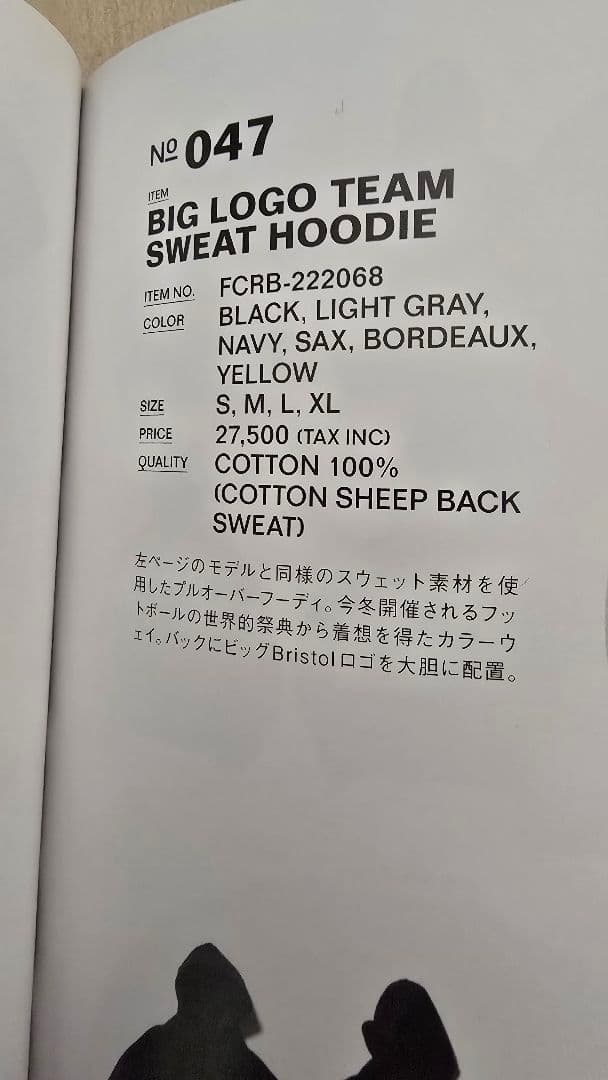 Nº 047
ITEM
BIG LOGO TEAM
SWEAT HOODIE
ITEM NO. FCRB-222068
COLOR BLACK, LIGHT GRAY,
NAVY, SAX, BORDEAUX,
YELLOW
SIZE S, M, L, XL
PRICE 27,500 (TAX INC)
QUALITY COTTON 100%
(COTTON SHEEP BACK
SWEAT)
左ページのモデルと同様のスウェット素材を使
用したプルオーバーフーディ。今冬開催されるフッ
トボールの世界的祭典から着想を得たカラーウ
ェイ。バックにビッグBristolロゴを大胆に配置。